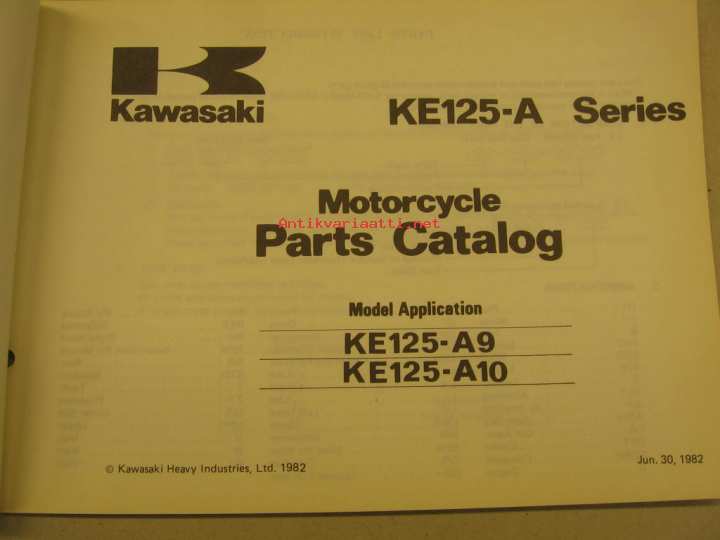 Kawasaki
KE125-A Series
Motorcycle
Antikvariaatti.net
Parts Catalog
Model Application
KE125-A9
KE125-A10
© Kawasaki Heavy Industries, Ltd. 1982
Jun. 30, 1982